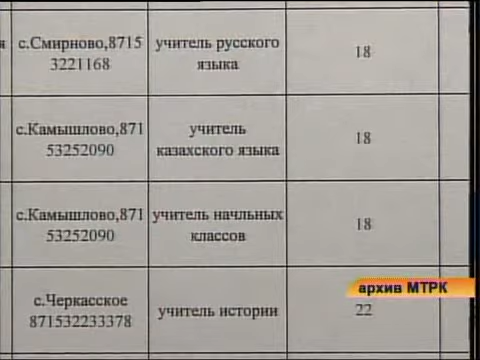 я
с.Смирново,8715
3221168
учитель русского
языка
18
с.Камышлово,871
53252090
учитель
казахского языка
18
с.Камышлово,871
53252090
учитель начльных
классов
18
с.Черкасское
871532233378
учитель истории
22
архив МТРК